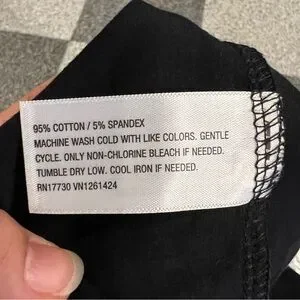 95% COTTON / 5% SPANDEX
MACHINE WASH COLD WITH LIKE COLORS. GENTLE
CYCLE. ONLY NON-CHLORINE BLEACH IF NEEDED.
TUMBLE DRY LOW. COOL IRON IF NEEDED.
RN17730 VN1261424